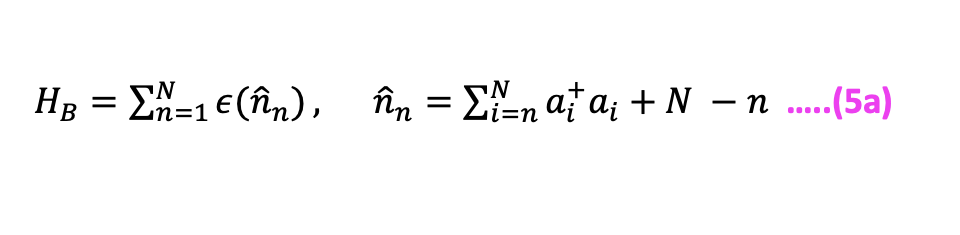 H_B = ∑_{n=1}^{N} ϵ(n̂_n) ,    n̂_n = ∑_{i=n}^{N} a_i^+ a_i + N − n .....(5a)